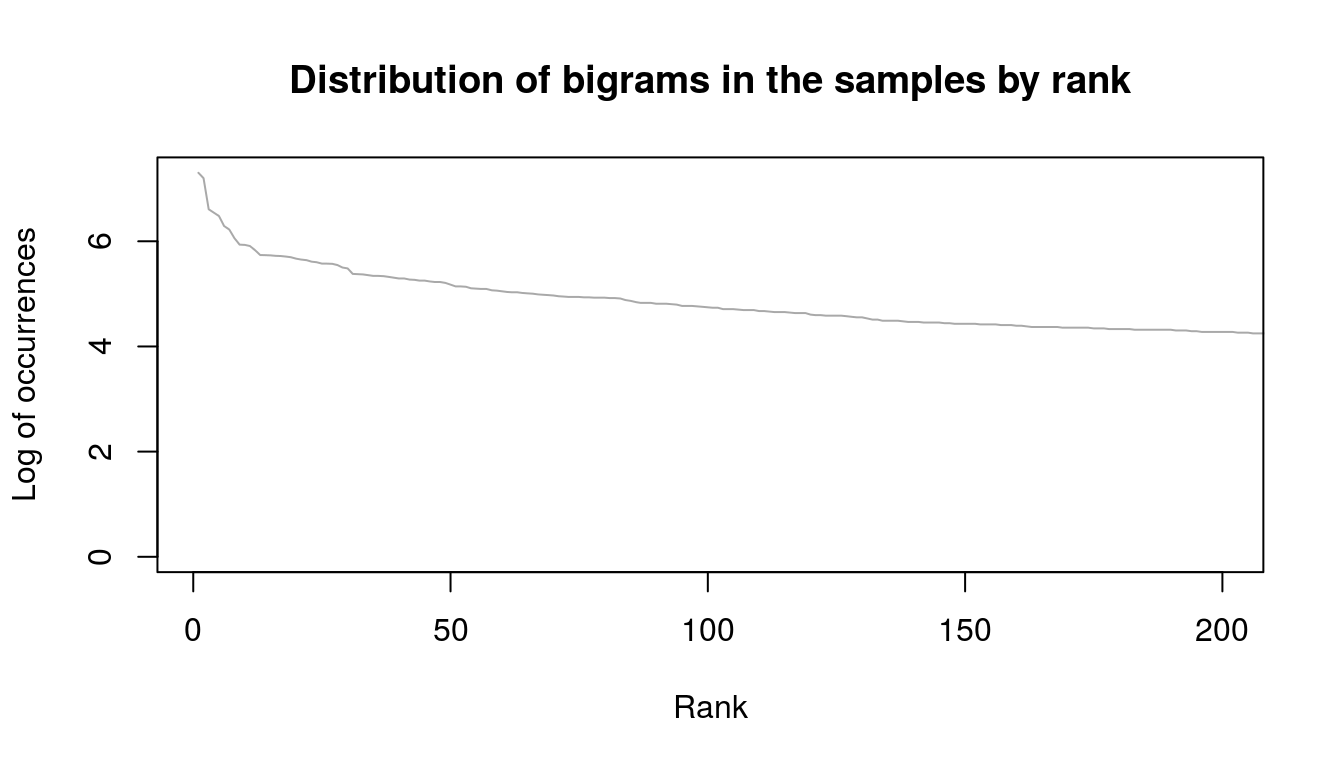 Distribution of bigrams in the samples by rank
Log of occurrences
6
4
2
0
0 50 100 150 200
Rank